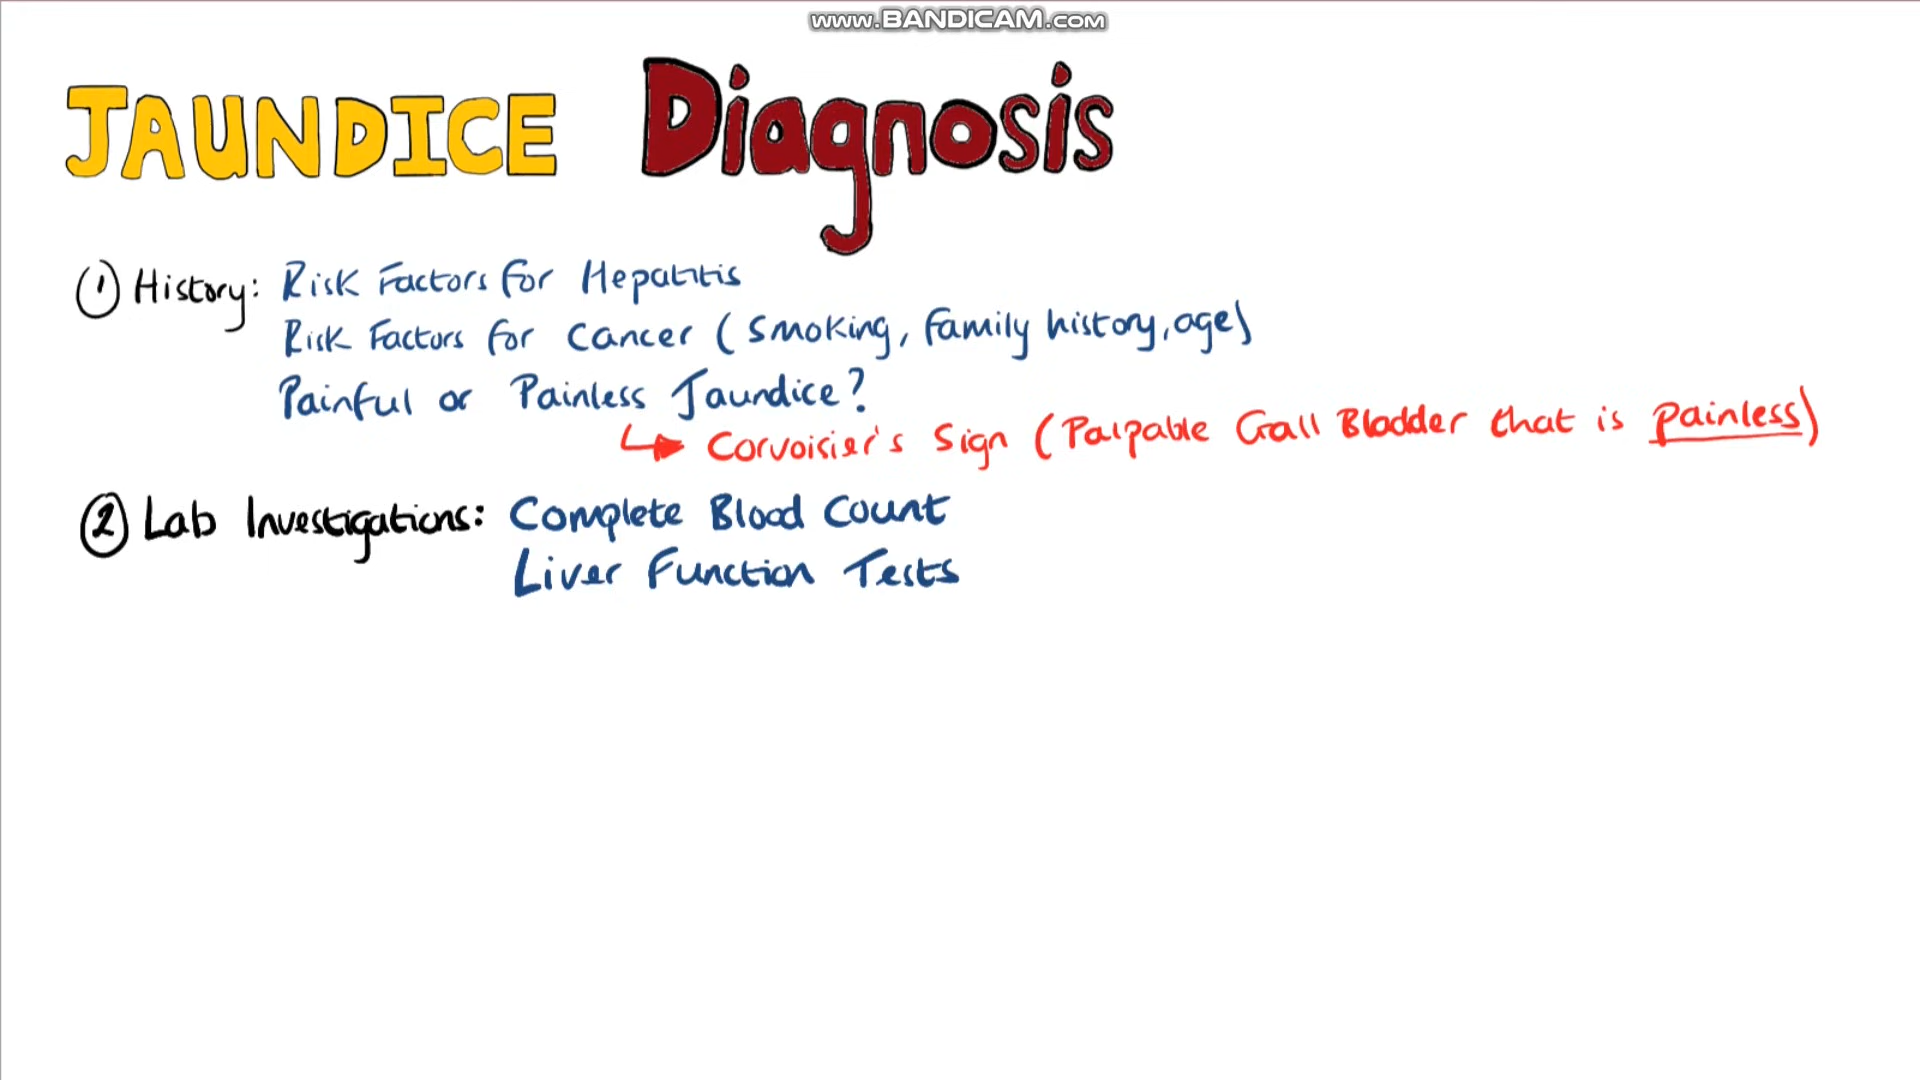 www.BANDICAM.com
JAUNDICE Diagnosis
① History: Risk Factors for Hepatitis
Risk Factors for cancer (smoking, family history, age)
Painful or Painless Jaundice?
↳ Corvoisier's Sign (Palpable Gall Bladder that is painless)
② Lab Investigations: Complete Blood Count
Liver Function Tests